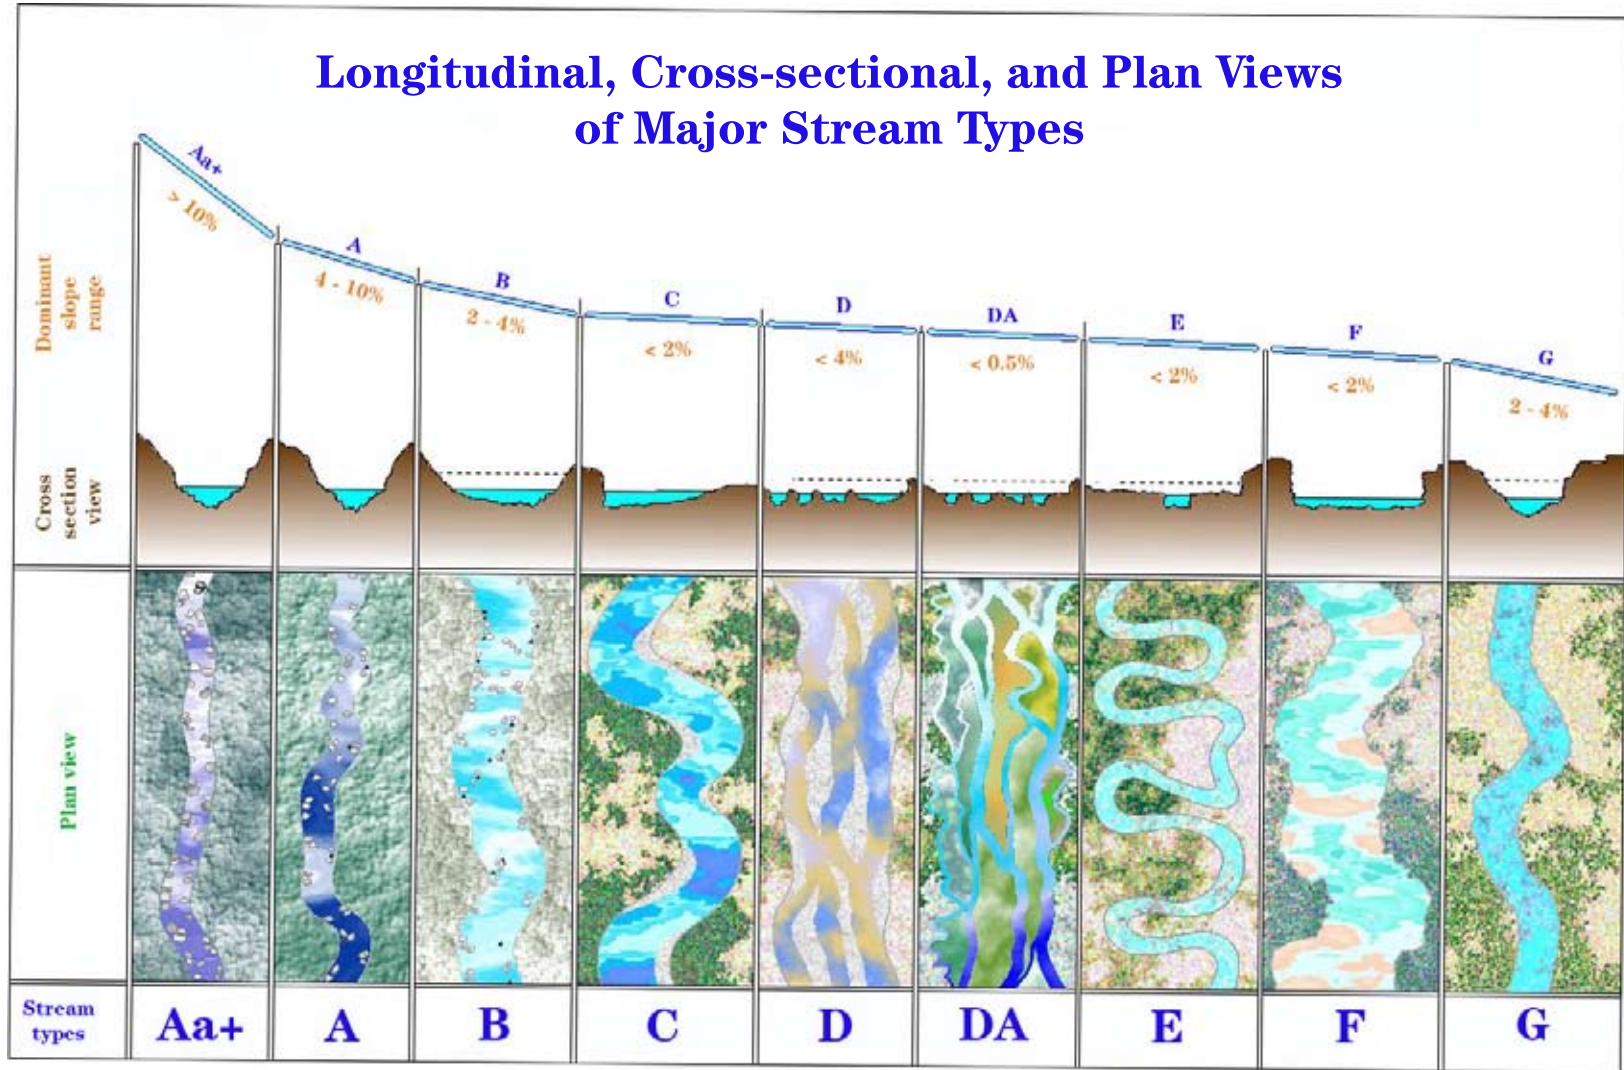 Longitudinal, Cross-sectional, and Plan Views
of Major Stream Types
Dominant
slope
range
Aa+
> 10%
A
4 - 10%
B
2 - 4%
C
< 2%
D
< 4%
DA
< 0.5%
E
< 2%
F
< 2%
G
2 - 4%
Cross
section
view
Plan view
Stream
types
Aa+
A
B
C
D
DA
E
F
G